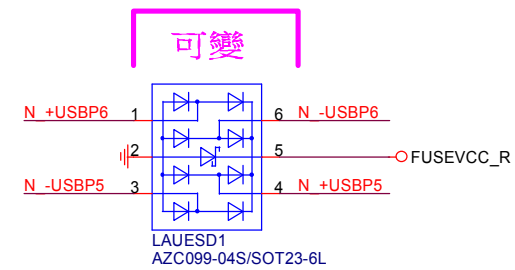 可變
N_+USBP6 1 6 N_-USBP6
2 5 FUSEVCC_R
N_-USBP5 3 4 N_+USBP5
LAUESD1
AZC099-04S/SOT23-6L